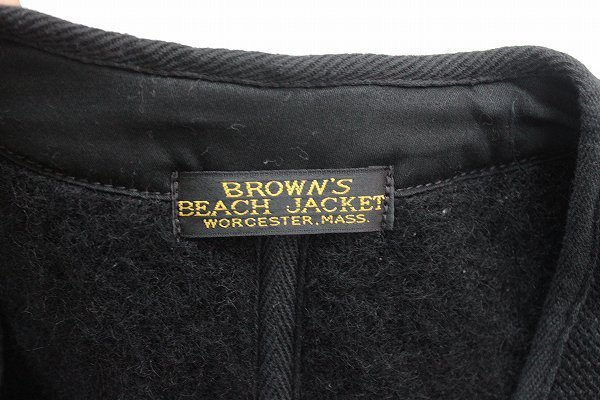 BROWN'S
BEACH JACKET
WORCESTER, MASS.